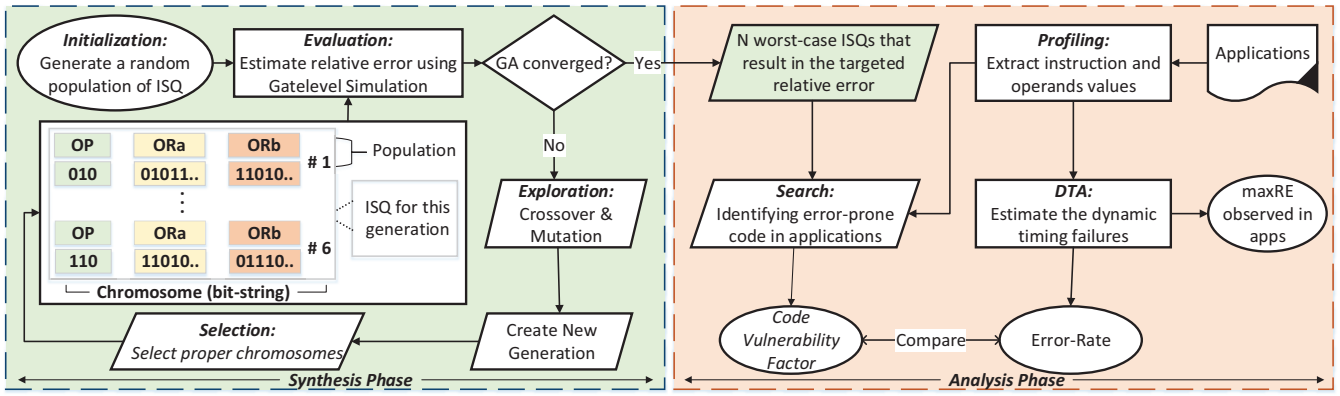 Initialization:
Generate a random
population of ISQ
Evaluation:
Estimate relative error using
Gatelevel Simulation
GA converged?
Yes
No
OP ORa ORb
010 01011.. 11010..
# 1
Population
OP ORa ORb
110 11010.. 01110..
# 6
ISQ for this
generation
Chromosome (bit-string)
Exploration:
Crossover &
Mutation
Create New
Generation
Selection:
Select proper chromosomes
Synthesis Phase
N worst-case ISQs that
result in the targeted
relative error
Profiling:
Extract instruction and
operands values
Applications
Search:
Identifying error-prone
code in applications
DTA:
Estimate the dynamic
timing failures
maxRE
observed in
apps
Code
Vulnerability
Factor
Compare
Error-Rate
Analysis Phase